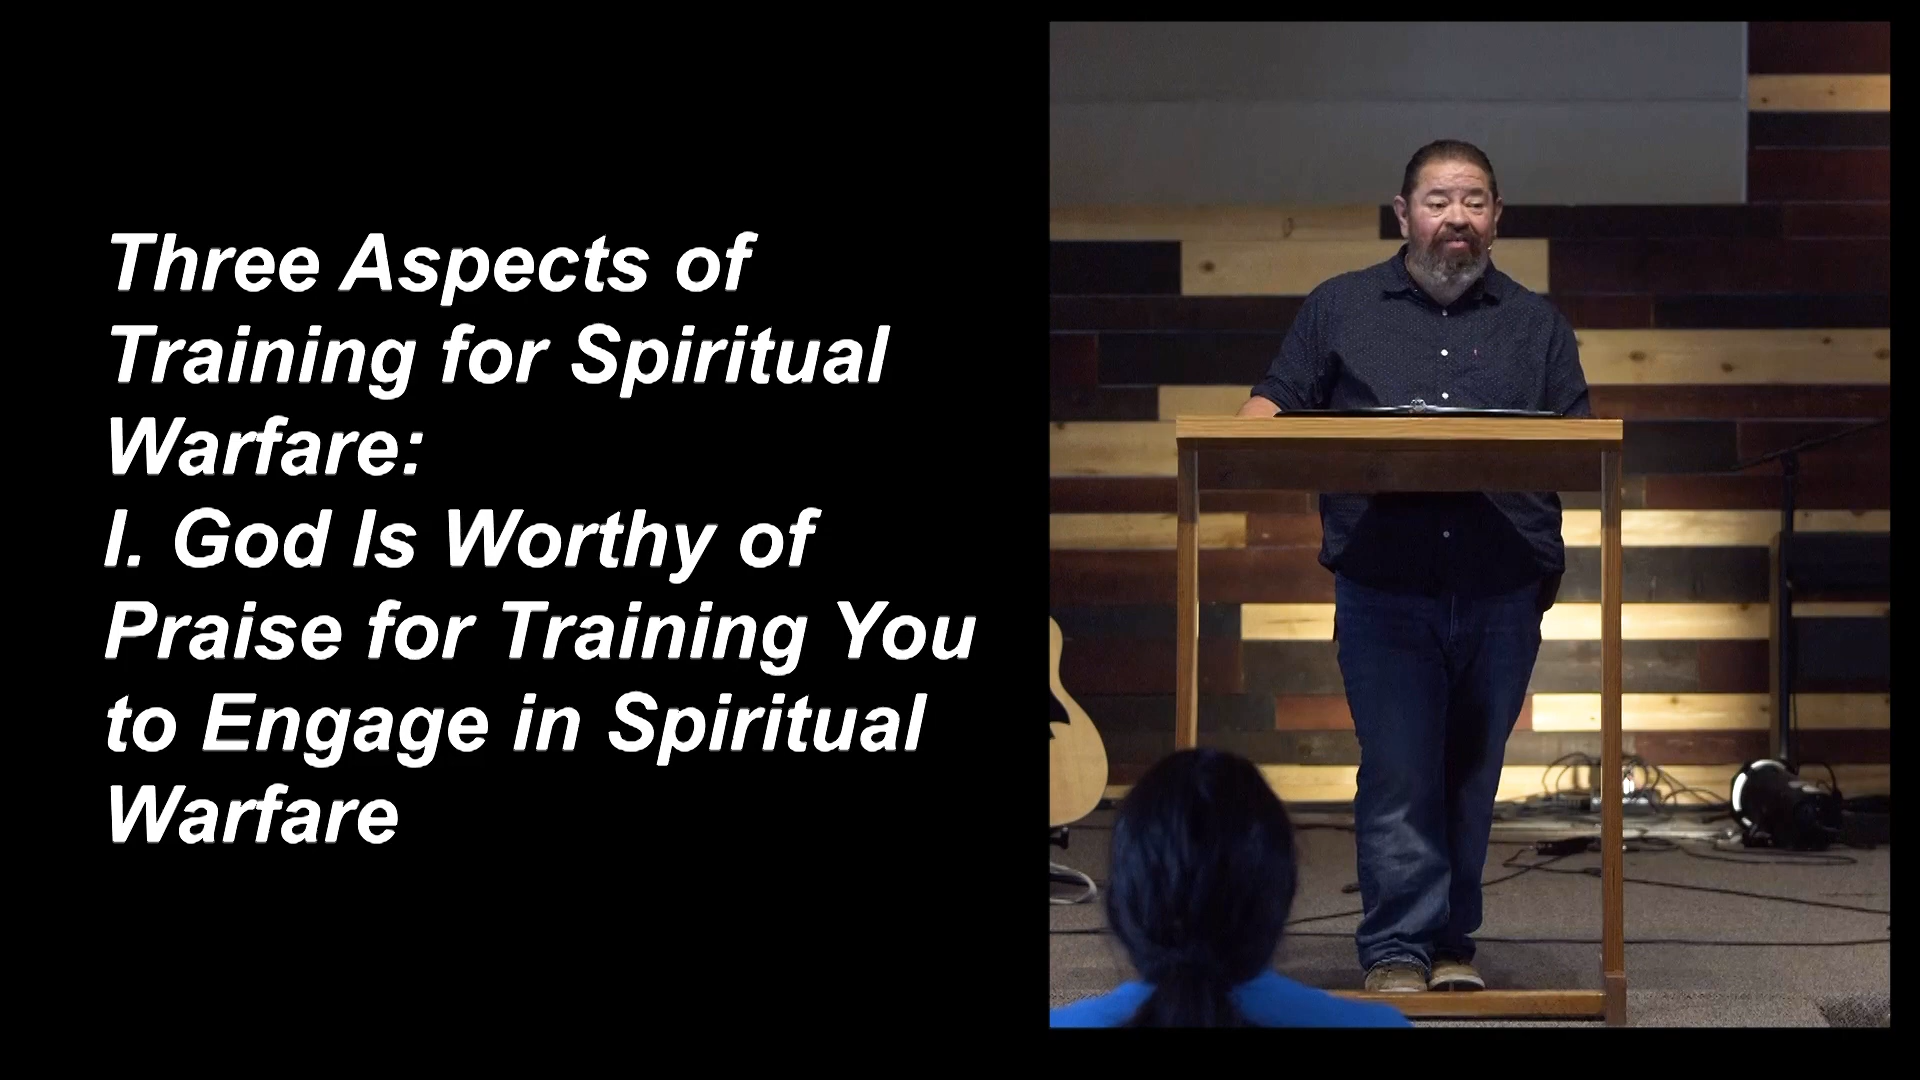 Three Aspects of
Training for Spiritual
Warfare:
I. God Is Worthy of
Praise for Training You
to Engage in Spiritual
Warfare